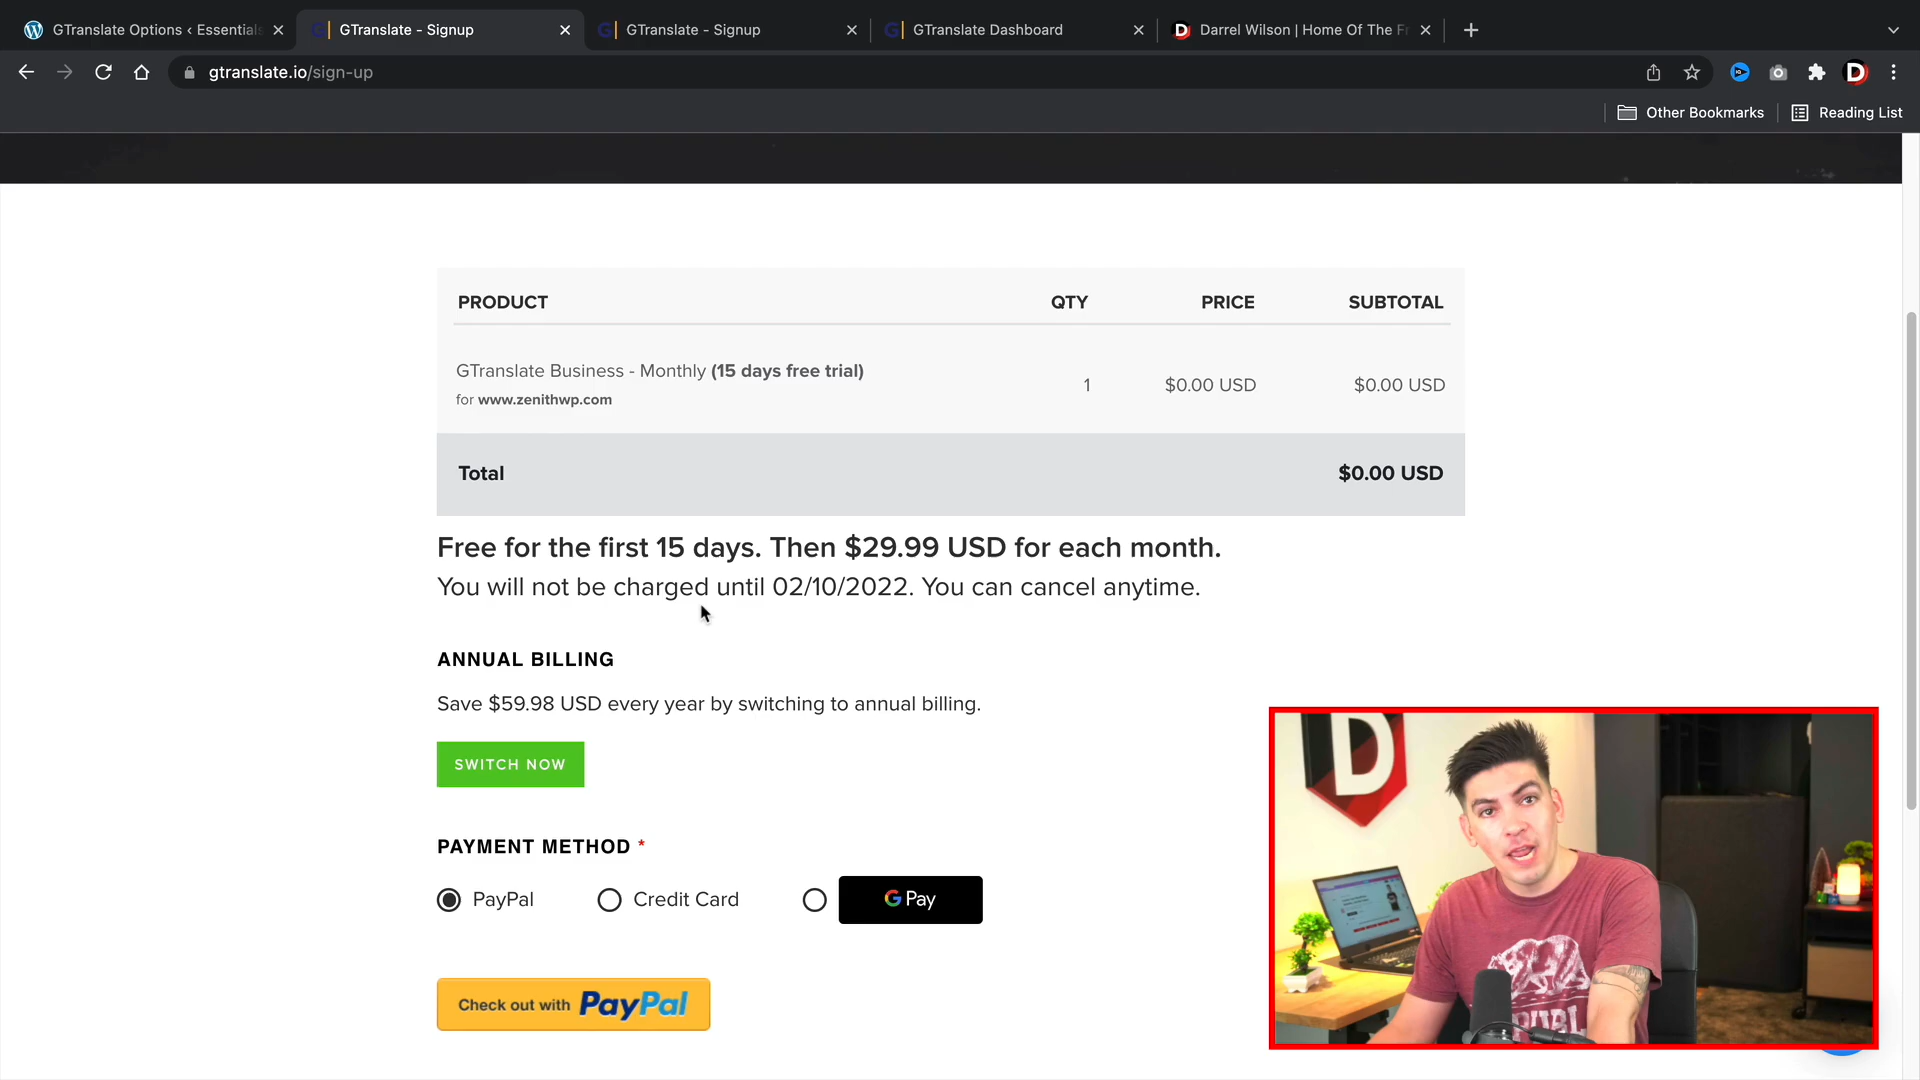 GTranslate Options ‹ Essentials
GTranslate - Signup
GTranslate - Signup
GTranslate Dashboard
Darrel Wilson | Home Of The Fr
gtranslate.io/sign-up
Other Bookmarks
Reading List
PRODUCT QTY PRICE SUBTOTAL
GTranslate Business - Monthly (15 days free trial)
for www.zenithwp.com
1 $0.00 USD $0.00 USD
Total $0.00 USD
Free for the first 15 days. Then $29.99 USD for each month.
You will not be charged until 02/10/2022. You can cancel anytime.
ANNUAL BILLING
Save $59.98 USD every year by switching to annual billing.
SWITCH NOW
PAYMENT METHOD *
PayPal Credit Card G Pay
Check out with PayPal
D